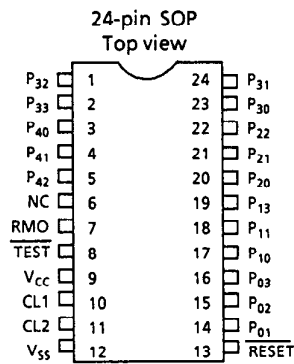 24-pin SOP
Top view
P32 1 24 P31
P33 2 23 P30
P40 3 22 P22
P41 4 21 P21
P42 5 20 P20
NC 6 19 P13
RMO 7 18 P11
TEST 8 17 P10
VCC 9 16 P03
CL1 10 15 P02
CL2 11 14 P01
VSS 12 13 RESET